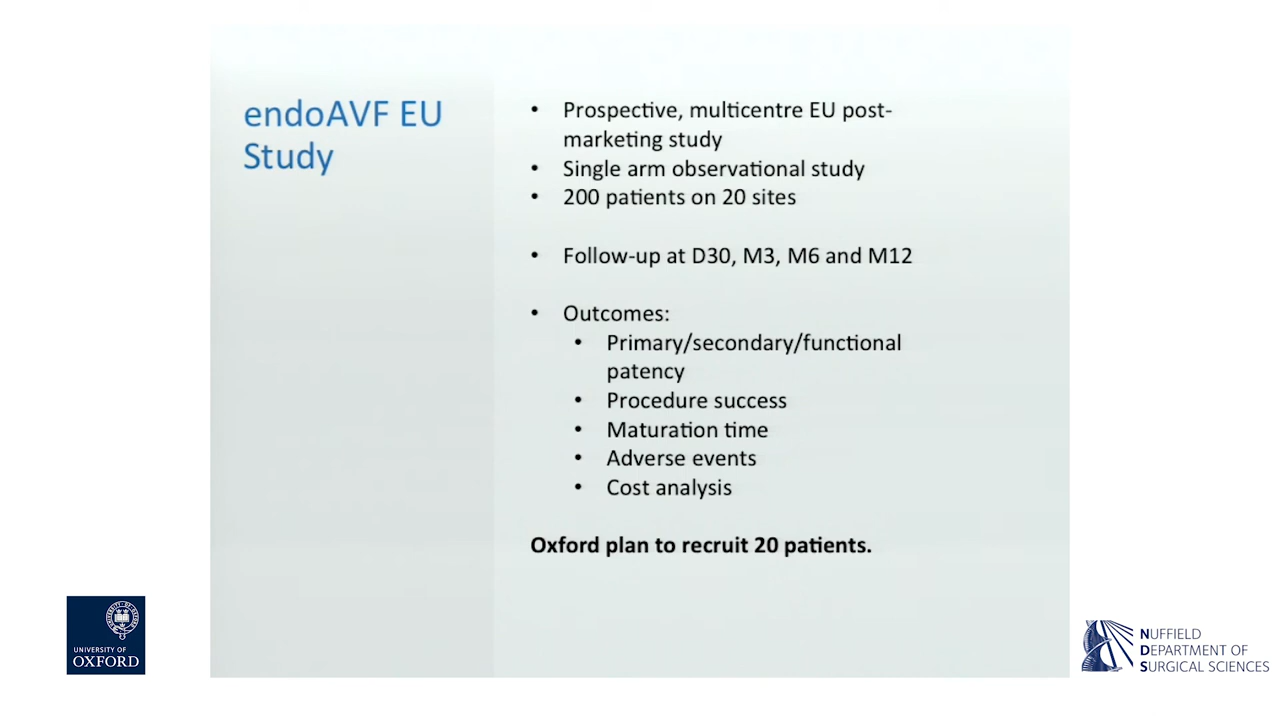 endoAVF EU
Study
• Prospective, multicentre EU post-
marketing study
• Single arm observational study
• 200 patients on 20 sites
• Follow-up at D30, M3, M6 and M12
• Outcomes:
• Primary/secondary/functional
patency
• Procedure success
• Maturation time
• Adverse events
• Cost analysis
Oxford plan to recruit 20 patients.
UNIVERSITY OF
OXFORD
NUFFIELD
DEPARTMENT OF
SURGICAL SCIENCES